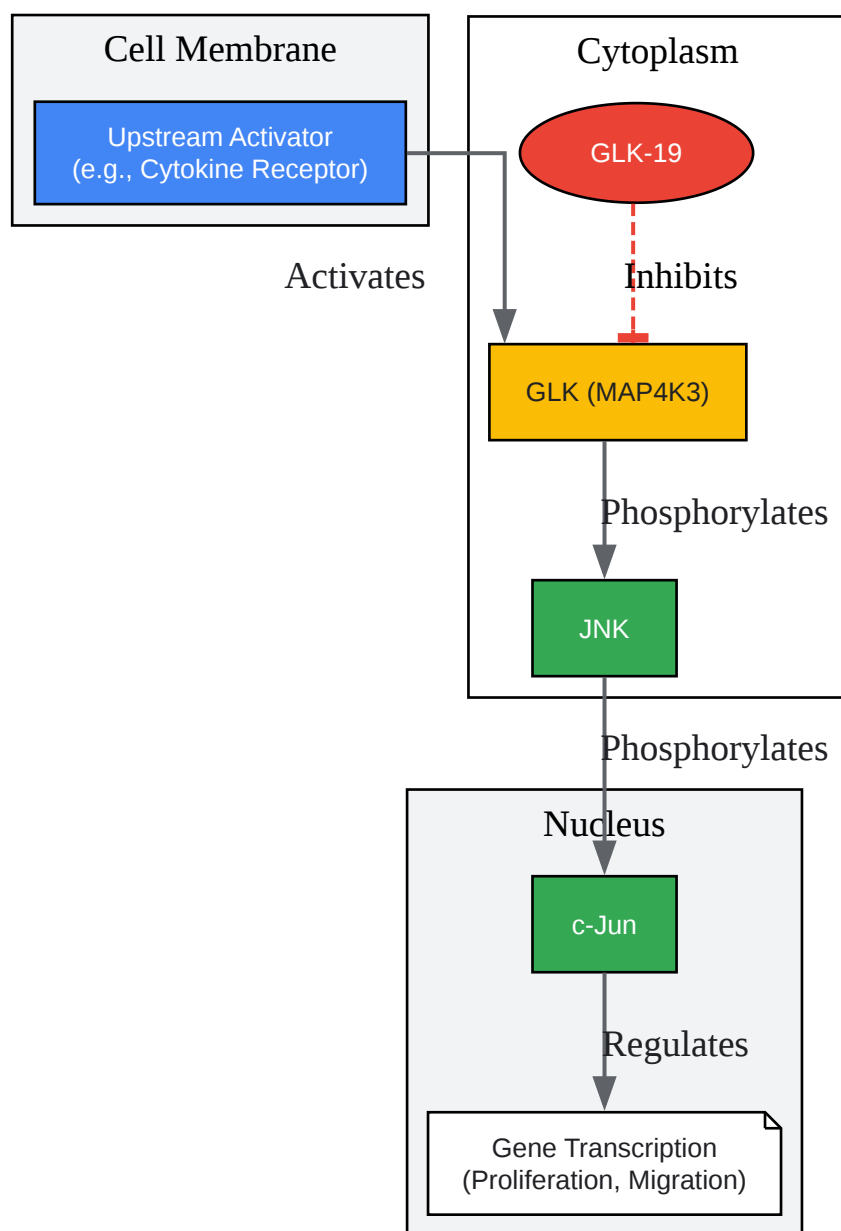 Cell Membrane
Upstream Activator
(e.g., Cytokine Receptor)
Cytoplasm
GLK-19
Activates
Inhibits
GLK (MAP4K3)
Phosphorylates
JNK
Phosphorylates
Nucleus
c-Jun
Regulates
Gene Transcription
(Proliferation, Migration)